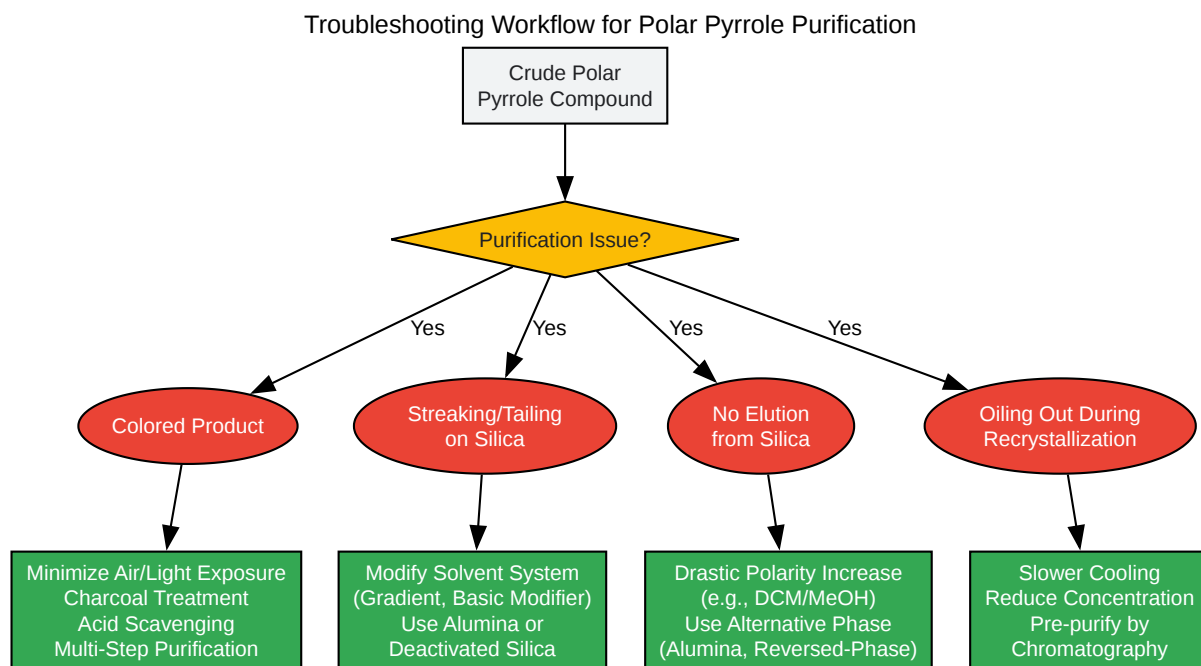 Troubleshooting Workflow for Polar Pyrrole Purification
Crude Polar
Pyrrole Compound
Purification Issue?
Yes
Yes
Yes
Yes
Colored Product
Streaking/Tailing
on Silica
No Elution
from Silica
Oiling Out During
Recrystallization
Minimize Air/Light Exposure
Charcoal Treatment
Acid Scavenging
Multi-Step Purification
Modify Solvent System
(Gradient, Basic Modifier)
Use Alumina or
Deactivated Silica
Drastic Polarity Increase
(e.g., DCM/MeOH)
Use Alternative Phase
(Alumina, Reversed-Phase)
Slower Cooling
Reduce Concentration
Pre-purify by
Chromatography